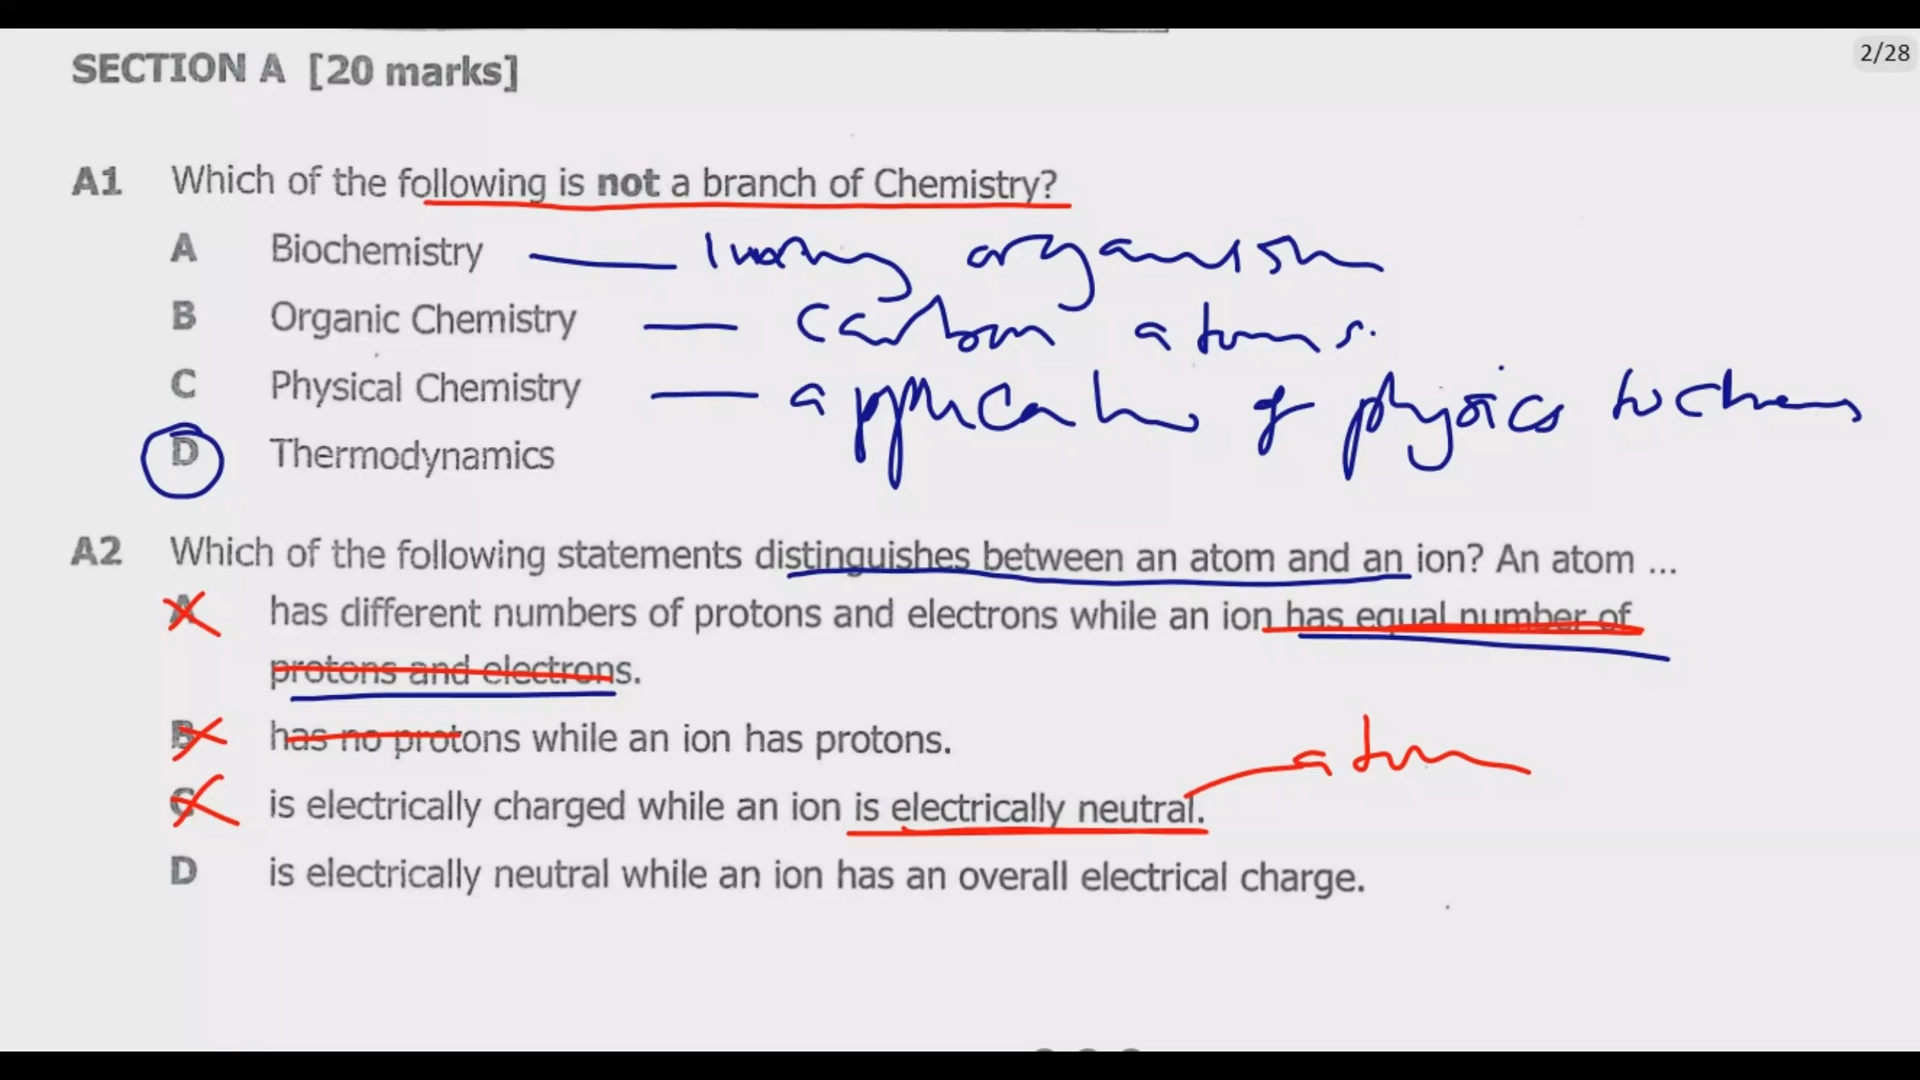 2/28
SECTION A [20 marks]
A1 Which of the following is not a branch of Chemistry?
A Biochemistry — living organism
B Organic Chemistry — carbon atoms.
C Physical Chemistry — application of physics to chem
D Thermodynamics
A2 Which of the following statements distinguishes between an atom and an ion? An atom ...
A has different numbers of protons and electrons while an ion has equal number of
protons and electrons.
B has no protons while an ion has protons.
atom
C is electrically charged while an ion is electrically neutral.
D is electrically neutral while an ion has an overall electrical charge.